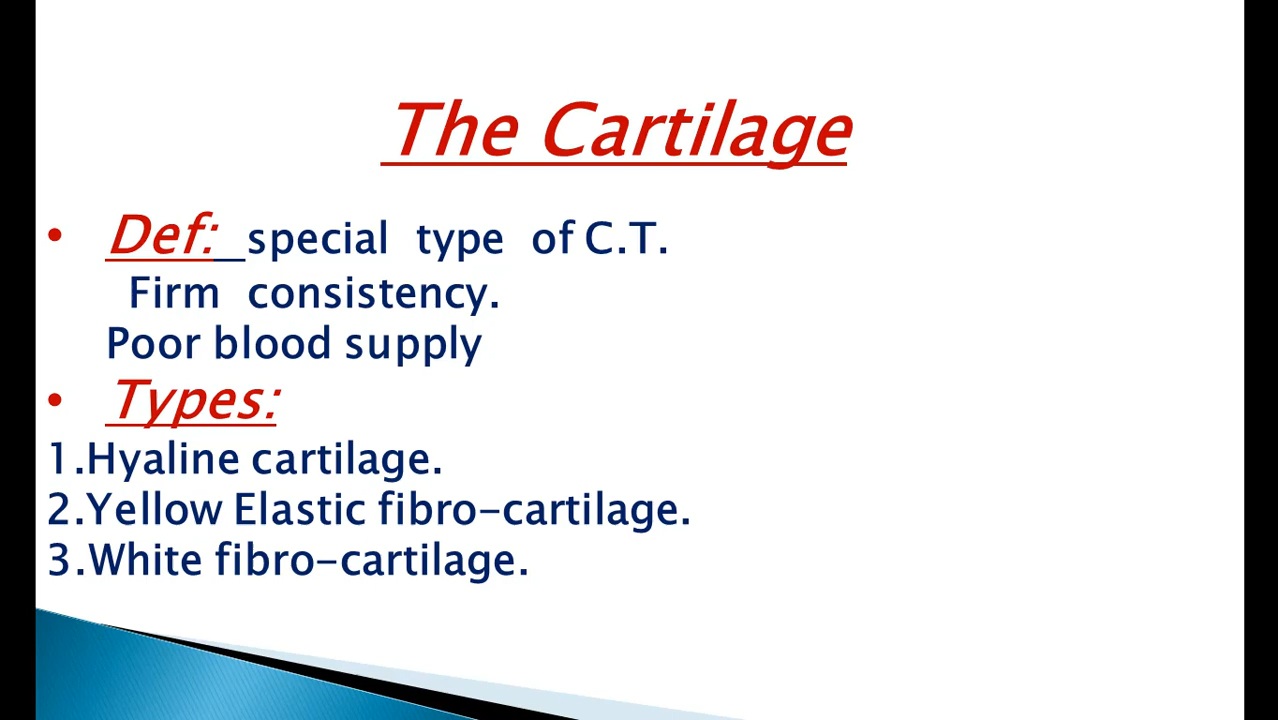 The Cartilage
• Def: special type of C.T.
Firm consistency.
Poor blood supply
• Types:
1.Hyaline cartilage.
2.Yellow Elastic fibro-cartilage.
3.White fibro-cartilage.